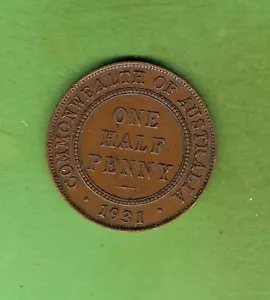 COMMONWEALTH OF AUSTRALIA
ONE
HALF
PENNY
· 1931 ·